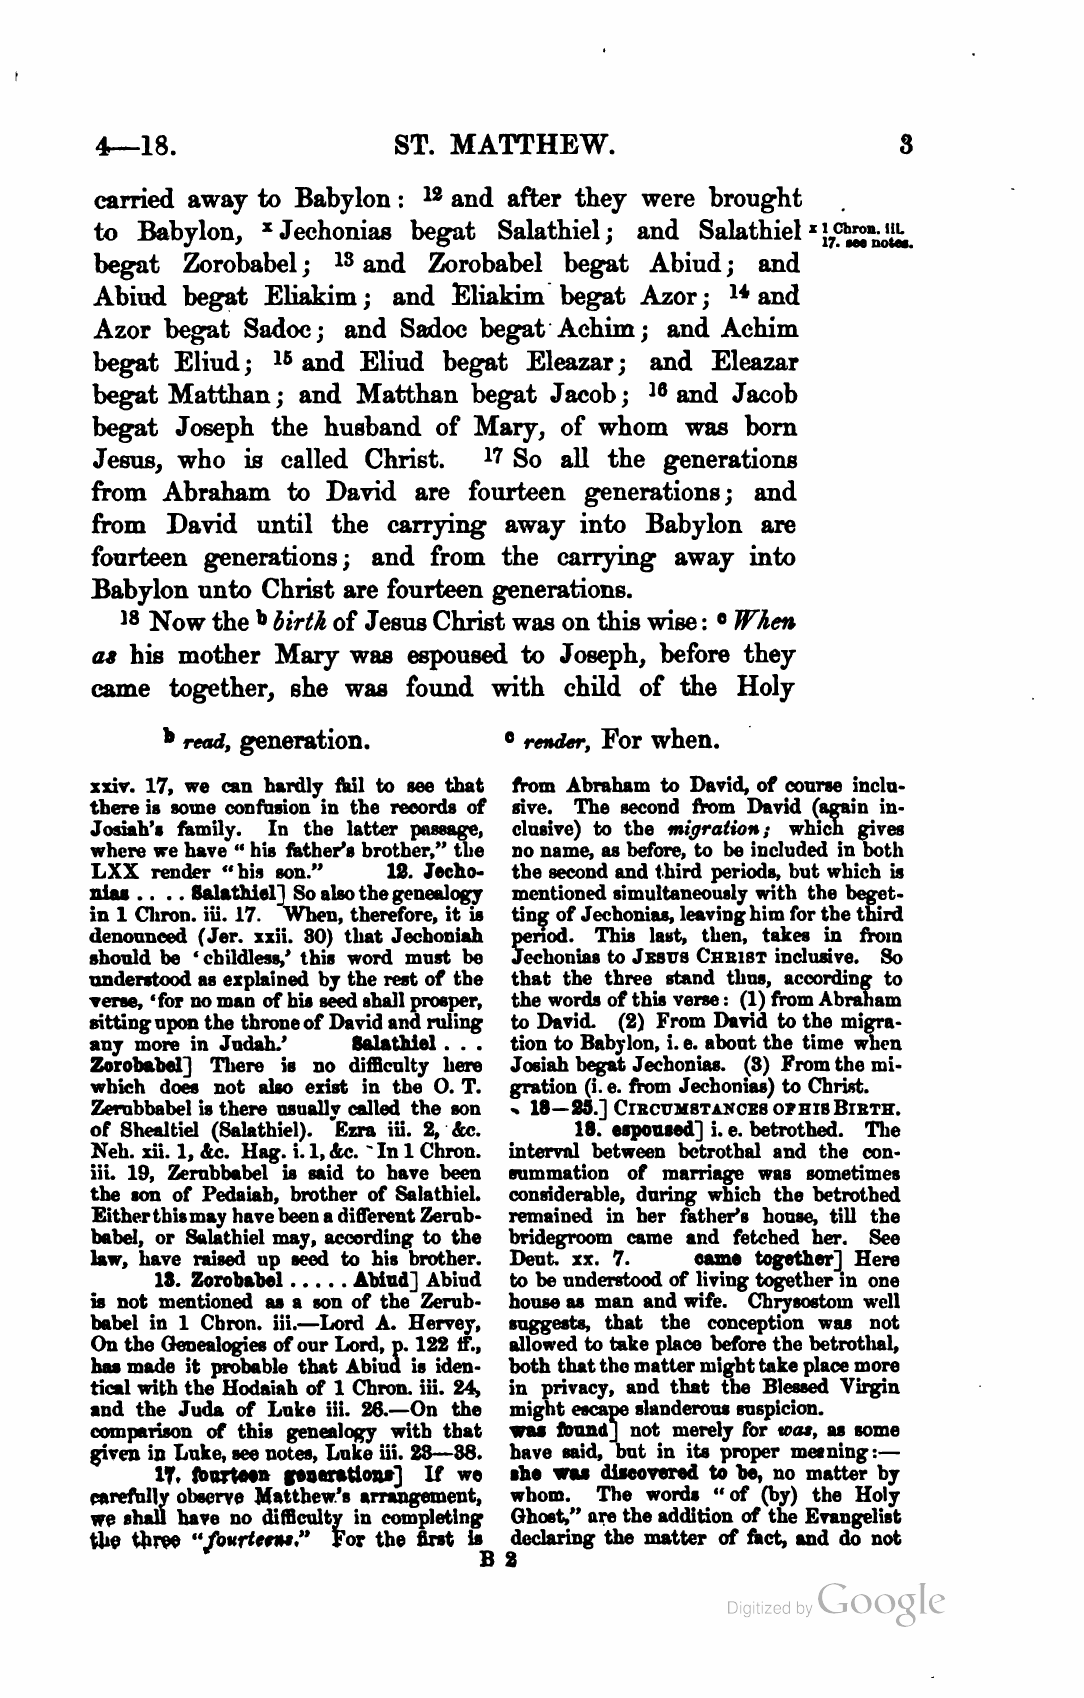 4—18. ST. MATTHEW. 3
carried away to Babylon : 12 and after they were brought
to Babylon, x Jechonias begat Salathiel; and Salathiel
begat Zorobabel; 13 and Zorobabel begat Abiud; and
Abiud begat Eliakim; and Eliakim begat Azor; 14 and
Azor begat Sadoc; and Sadoc begat Achim; and Achim
begat Eliud; 15 and Eliud begat Eleazar; and Eleazar
begat Matthan; and Matthan begat Jacob; 16 and Jacob
begat Joseph the husband of Mary, of whom was born
Jesus, who is called Christ. 17 So all the generations
from Abraham to David are fourteen generations; and
from David until the carrying away into Babylon are
fourteen generations; and from the carrying away into
Babylon unto Christ are fourteen generations.
18 Now the b birth of Jesus Christ was on this wise: c When
as his mother Mary was espoused to Joseph, before they
came together, she was found with child of the Holy
x 1 Chron. iii.
17. see notes.
b read, generation.
c render, For when.
xxiv. 17, we can hardly fail to see that
there is some confusion in the records of
Josiah's family. In the latter passage,
where we have “ his father's brother,” the
LXX render “his son.” 12. Jecho-
nias . . . . Salathiel] So also the genealogy
in 1 Chron. iii. 17. When, therefore, it is
denounced (Jer. xxii. 30) that Jechoniah
should be ‘childless,’ this word must be
understood as explained by the rest of the
verse, ‘for no man of his seed shall prosper,
sitting upon the throne of David and ruling
any more in Judah.’ Salathiel . . .
Zorobabel] There is no difficulty here
which does not also exist in the O. T.
Zerubbabel is there usually called the son
of Shealtiel (Salathiel). Ezra iii. 2, &c.
Neh. xii. 1, &c. Hag. i. 1, &c. In 1 Chron.
iii. 19, Zerubbabel is said to have been
the son of Pedaiah, brother of Salathiel.
Either this may have been a different Zerub-
babel, or Salathiel may, according to the
law, have raised up seed to his brother.
13. Zorobabel . . . . . Abiud] Abiud
is not mentioned as a son of the Zerub-
babel in 1 Chron. iii.—Lord A. Hervey,
On the Genealogies of our Lord, p. 122 ff.,
has made it probable that Abiud is iden-
tical with the Hodaiah of 1 Chron. iii. 24,
and the Juda of Luke iii. 26.—On the
comparison of this genealogy with that
given in Luke, see notes, Luke iii. 23—38.
17. fourteen generations] If we
carefully observe Matthew's arrangement,
we shall have no difficulty in completing
the three “fourteens.” For the first is
from Abraham to David, of course inclu-
sive. The second from David (again in-
clusive) to the migration; which gives
no name, as before, to be included in both
the second and third periods, but which is
mentioned simultaneously with the beget-
ting of Jechonias, leaving him for the third
period. This last, then, takes in from
Jechonias to JESUS CHRIST inclusive. So
that the three stand thus, according to
the words of this verse: (1) from Abraham
to David. (2) From David to the migra-
tion to Babylon, i. e. about the time when
Josiah begat Jechonias. (3) From the mi-
gration (i. e. from Jechonias) to Christ.
18—25.] CIRCUMSTANCES OF HIS BIRTH.
18. espoused] i. e. betrothed. The
interval between betrothal and the con-
summation of marriage was sometimes
considerable, during which the betrothed
remained in her father's house, till the
bridegroom came and fetched her. See
Deut. xx. 7. came together] Here
to be understood of living together in one
house as man and wife. Chrysostom well
suggests, that the conception was not
allowed to take place before the betrothal,
both that the matter might take place more
in privacy, and that the Blessed Virgin
might escape slanderous suspicion.
was found] not merely for was, as some
have said, but in its proper meaning:—
she was discovered to be, no matter by
whom. The words “of (by) the Holy
Ghost,” are the addition of the Evangelist
declaring the matter of fact, and do not
B 2
Digitized by Google